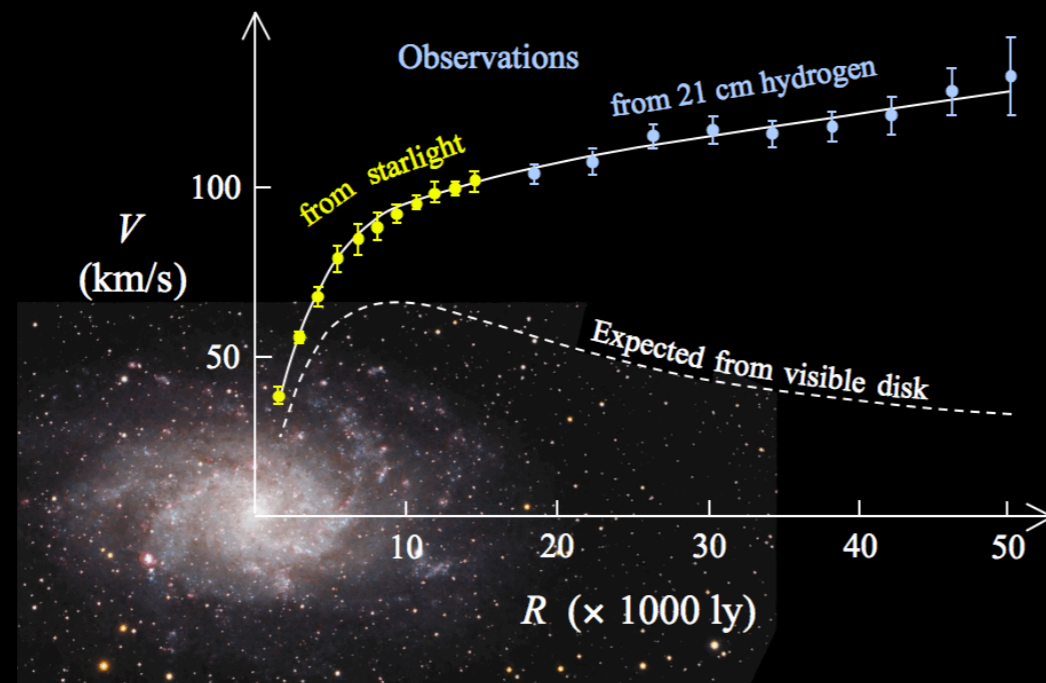 Observations
from 21 cm hydrogen
from starlight
100
V
(km/s)
50
Expected from visible disk
10
20
30
40
50
R (× 1000 ly)